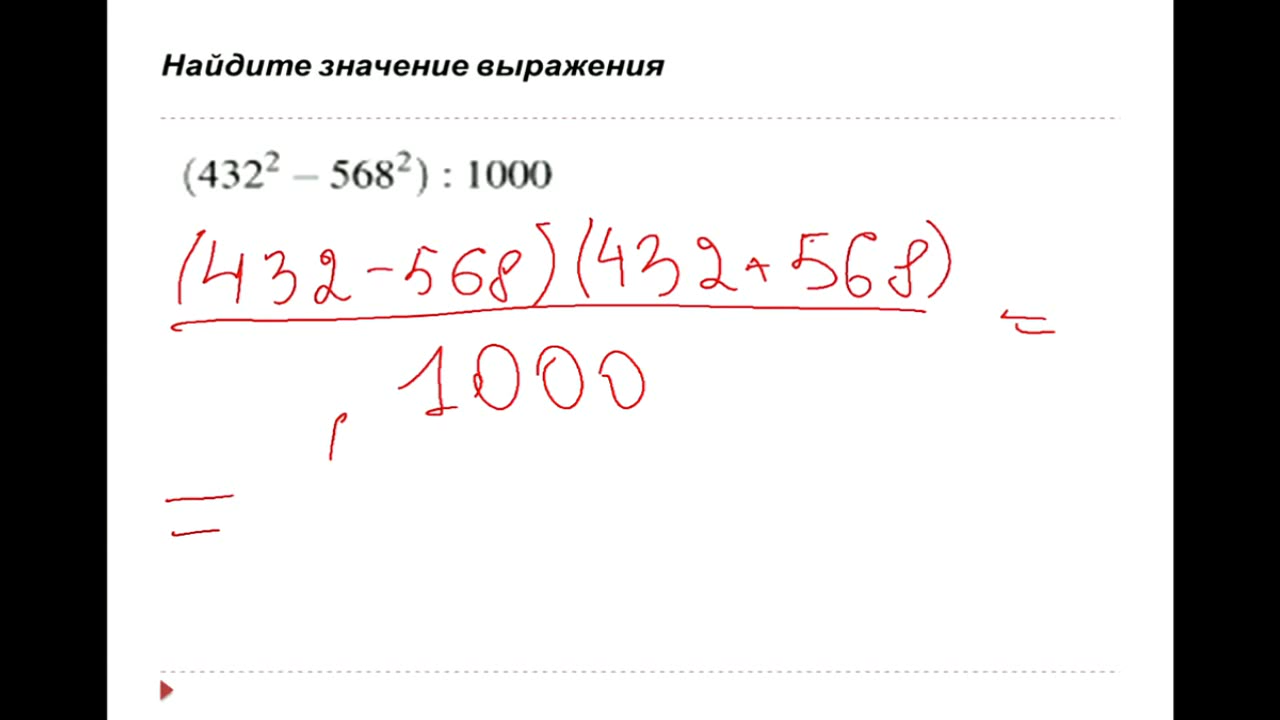 Найдите значение выражения
(432² − 568²) : 1000
(432-568)(432+568) =
1000
=